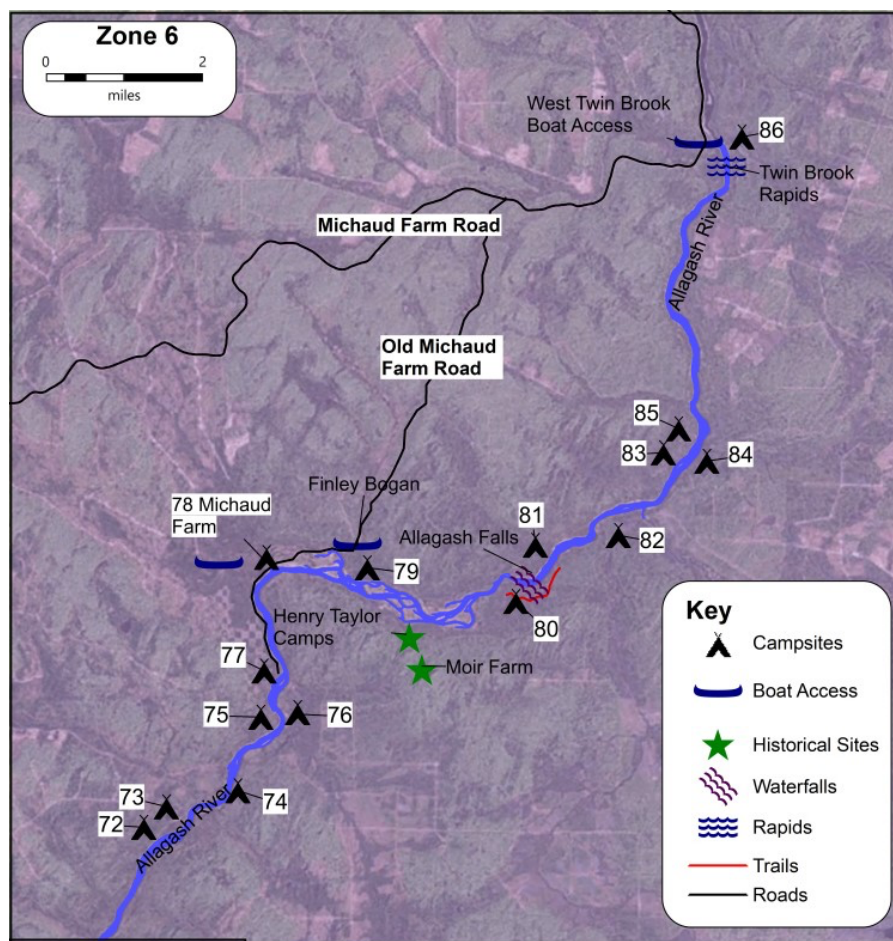 Zone 6
0 2
miles
West Twin Brook
Boat Access
86
Twin Brook
Rapids
Allagash River
Michaud Farm Road
Old Michaud
Farm Road
85
83
84
Finley Bogan
78 Michaud
Farm
81
Allagash Falls
82
79
80
Henry Taylor
Camps
Moir Farm
77
75
76
74
73
72
Allagash River
Key
Campsites
Boat Access
Historical Sites
Waterfalls
Rapids
Trails
Roads